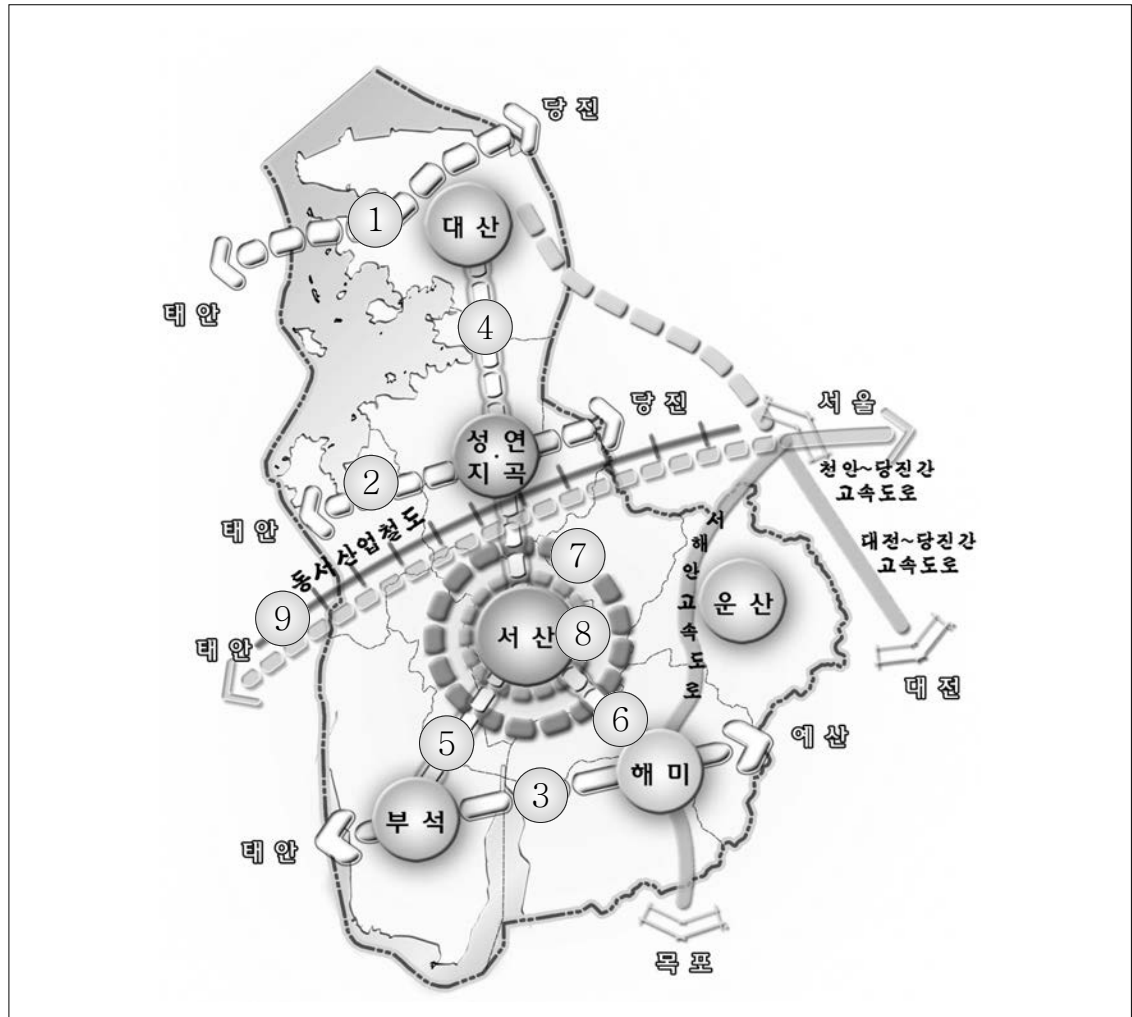 당진
1
대산
태안
4
당진
서울
성연
·
지곡
2
천안~당진간
고속도로
태안
동서산업철도
서해안고속도로
대전~당진간
고속도로
7
운산
9
서산
8
태안
대전
6
예산
5
해미
3
부석
태안
목포